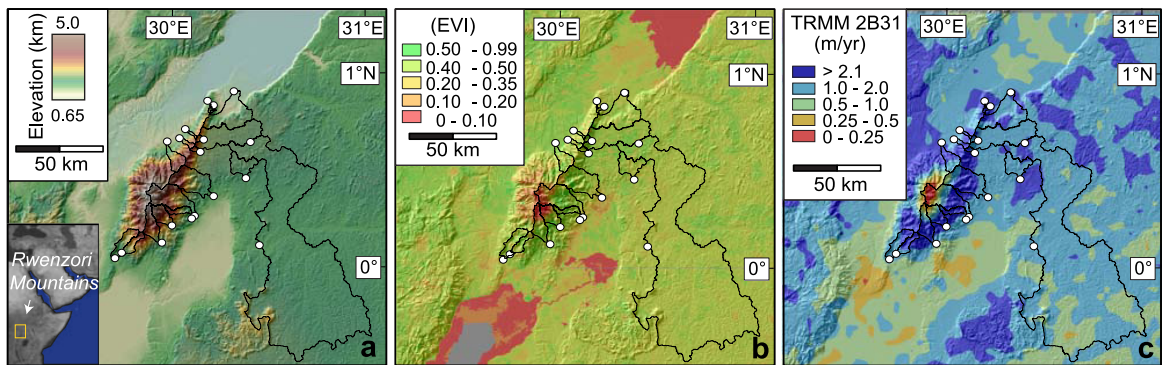 5.0
Elevation (km)
0.65
50 km
30°E
31°E
1°N
0°
Rwenzori
Mountains
a
(EVI)
0.50 - 0.99
0.40 - 0.50
0.20 - 0.35
0.10 - 0.20
0 - 0.10
50 km
30°E
31°E
1°N
0°
b
TRMM 2B31
(m/yr)
> 2.1
1.0 - 2.0
0.5 - 1.0
0.25 - 0.5
0 - 0.25
50 km
30°E
31°E
1°N
0°
c